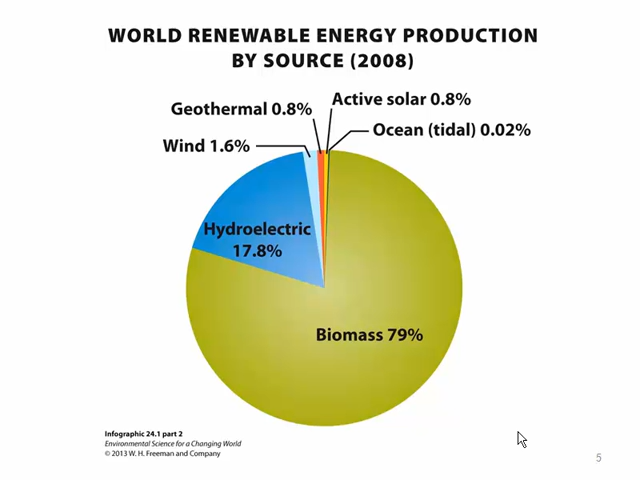 WORLD RENEWABLE ENERGY PRODUCTION
BY SOURCE (2008)
Geothermal 0.8%
Active solar 0.8%
Ocean (tidal) 0.02%
Wind 1.6%
Hydroelectric
17.8%
Biomass 79%
Infographic 24.1 part 2
Environmental Science for a Changing World
© 2013 W. H. Freeman and Company
5